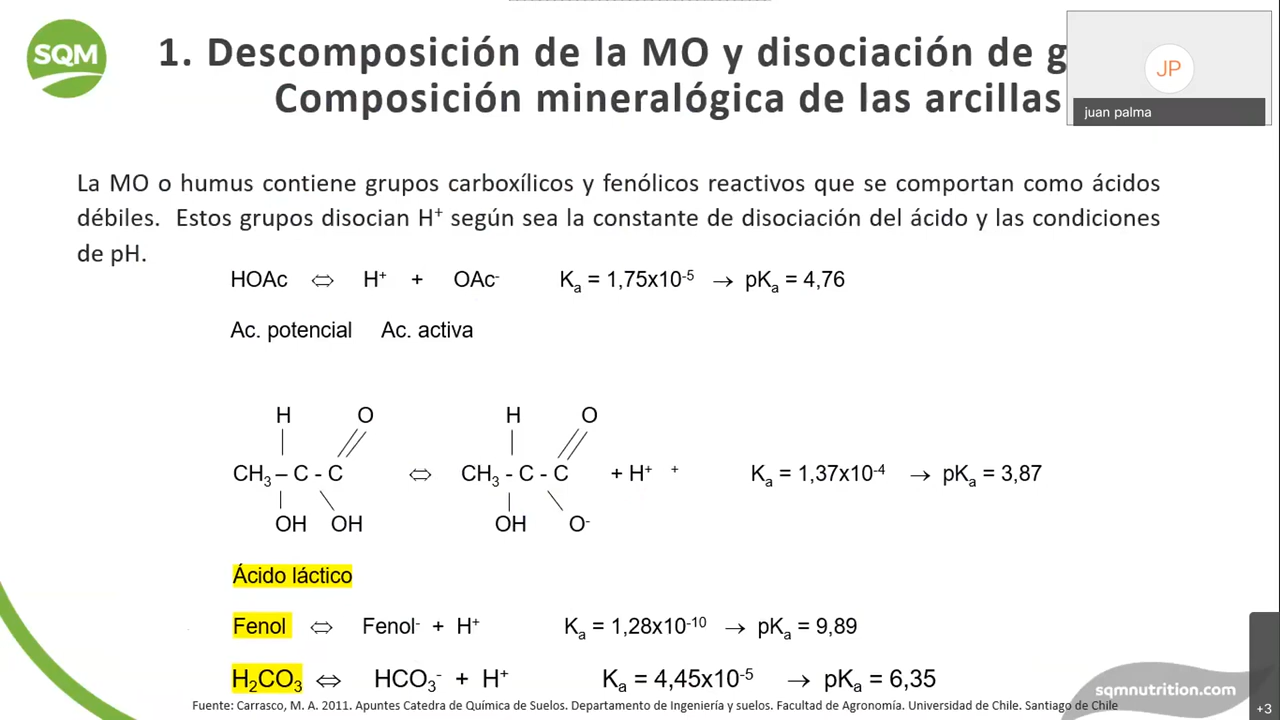 SQM
1. Descomposición de la MO y disociación de g
Composición mineralógica de las arcillas
JP
juan palma
La MO o humus contiene grupos carboxílicos y fenólicos reactivos que se comportan como ácidos
débiles. Estos grupos disocian H⁺ según sea la constante de disociación del ácido y las condiciones
de pH.
HOAc ⇔ H⁺ + OAc⁻ Kₐ = 1,75x10⁻⁵ → pKₐ = 4,76
Ac. potencial Ac. activa
H O H O
CH₃ – C - C ⇔ CH₃ - C - C + H⁺ ⁺ Kₐ = 1,37x10⁻⁴ → pKₐ = 3,87
OH OH OH O⁻
Ácido láctico
Fenol ⇔ Fenol⁻ + H⁺ Kₐ = 1,28x10⁻¹⁰ → pKₐ = 9,89
H₂CO₃ ⇔ HCO₃⁻ + H⁺ Kₐ = 4,45x10⁻⁵ → pKₐ = 6,35
sqmnutrition.com
Fuente: Carrasco, M. A. 2011. Apuntes Catedra de Química de Suelos. Departamento de Ingeniería y suelos. Facultad de Agronomía. Universidad de Chile. Santiago de Chile
+3